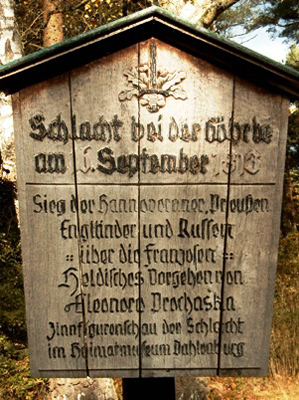 Schlacht bei der Göhrde
am September
Sieg der Hannoveraner, Preußen
Engländer und Russen
:: über die Franzosen ::
Heldisches Vorgehen von
Eleonore Prochaska
Zinnfigurenschau der Schlacht
im Heimatmuseum Dahlenburg